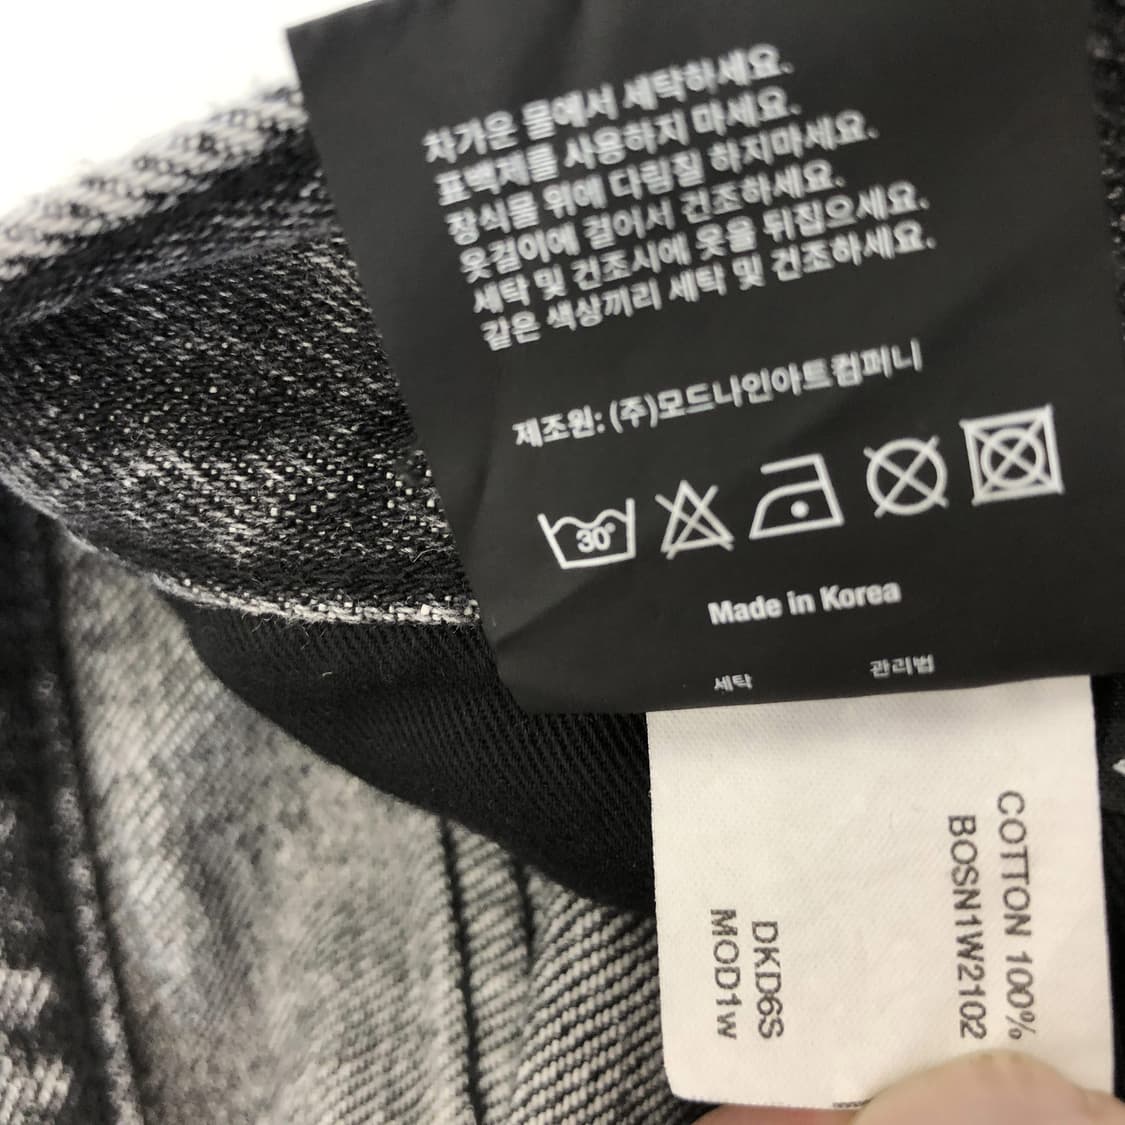 차가운 물에서 세탁하세요.
표백제를 사용하지 마세요.
장식물 위에 다림질 하지마세요.
옷걸이에 걸어서 건조하세요.
세탁 및 건조시에 옷을 뒤집으세요.
같은 색상끼리 세탁 및 건조하세요.
제조원: (주)모드나인아트컴퍼니
30°
Made in Korea
세탁 관리법
COTTON 100%
BOSN1W2102
DKD6S
MOD1W